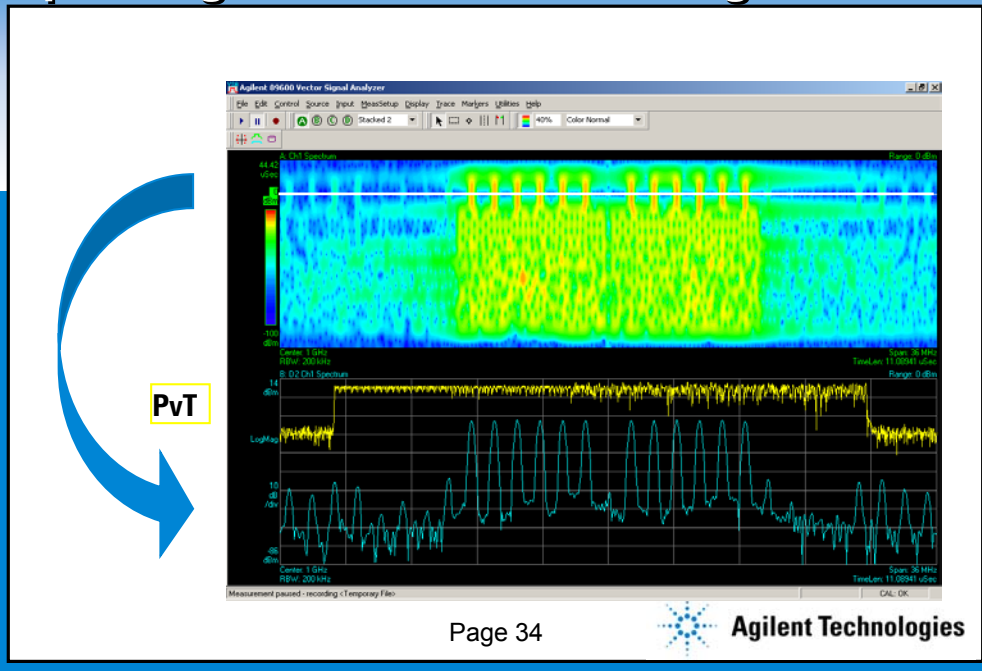 Agilent 89600 Vector Signal Analyzer
File Edit Control Source Input MeasSetup Display Trace Markers Utilities Help
A B C D Stacked 2 40% Color Normal
A: Ch1 Spectrum Range: 0 dBm
44.42
uSec
dBm
-100
dBm
Center: 1 GHz Span: 36 MHz
RBW: 200 kHz TimeLen: 11.08941 uSec
B: D2 Ch1 Spectrum Range: 0 dBm
14
dBm
PvT
LogMag
10
dB
/div
-86
dBm
Center: 1 GHz Span: 36 MHz
RBW: 200 kHz TimeLen: 11.08941 uSec
Measurement paused - recording <Temporary File> CAL: OK
Page 34
Agilent Technologies